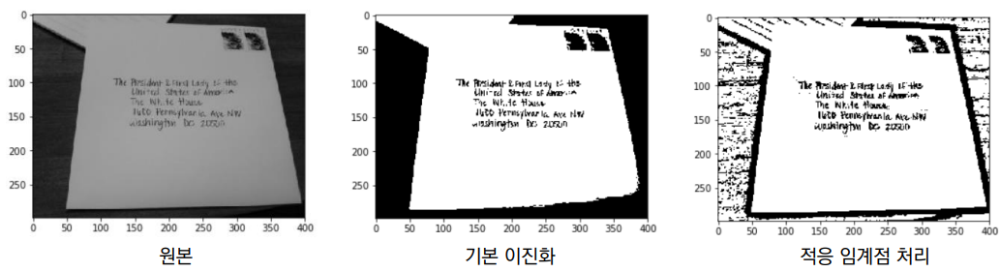 0
50
100
150
200
250
0 50 100 150 200 250 300 350 400
The President & First Lady of the
United States of America
The White House
1600 Pennsylvania Ave NW
Washington DC 20500
원본
0
50
100
150
200
250
0 50 100 150 200 250 300 350 400
The President & First Lady of the
United States of America
The White House
1600 Pennsylvania Ave NW
Washington DC 20500
기본 이진화
0
50
100
150
200
250
0 50 100 150 200 250 300 350 400
The President & First Lady of the
United States of America
The White House
1600 Pennsylvania Ave NW
Washington DC 20500
적응 임계점 처리